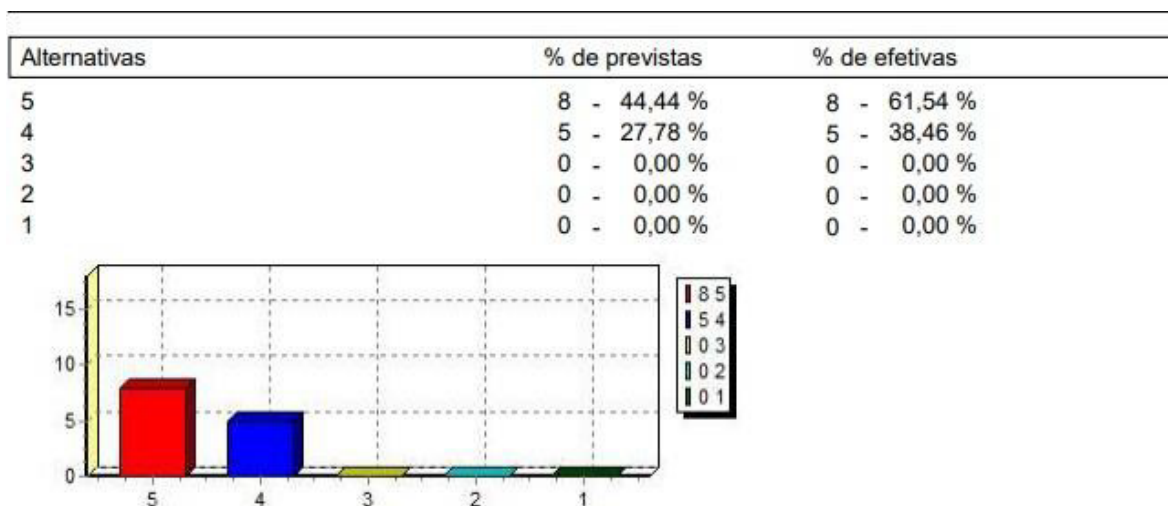 Alternativas % de previstas % de efetivas
5 8 - 44,44 % 8 - 61,54 %
4 5 - 27,78 % 5 - 38,46 %
3 0 - 0,00 % 0 - 0,00 %
2 0 - 0,00 % 0 - 0,00 %
1 0 - 0,00 % 0 - 0,00 %
15
10
5
0
5 4 3 2 1
8 5
5 4
0 3
0 2
0 1